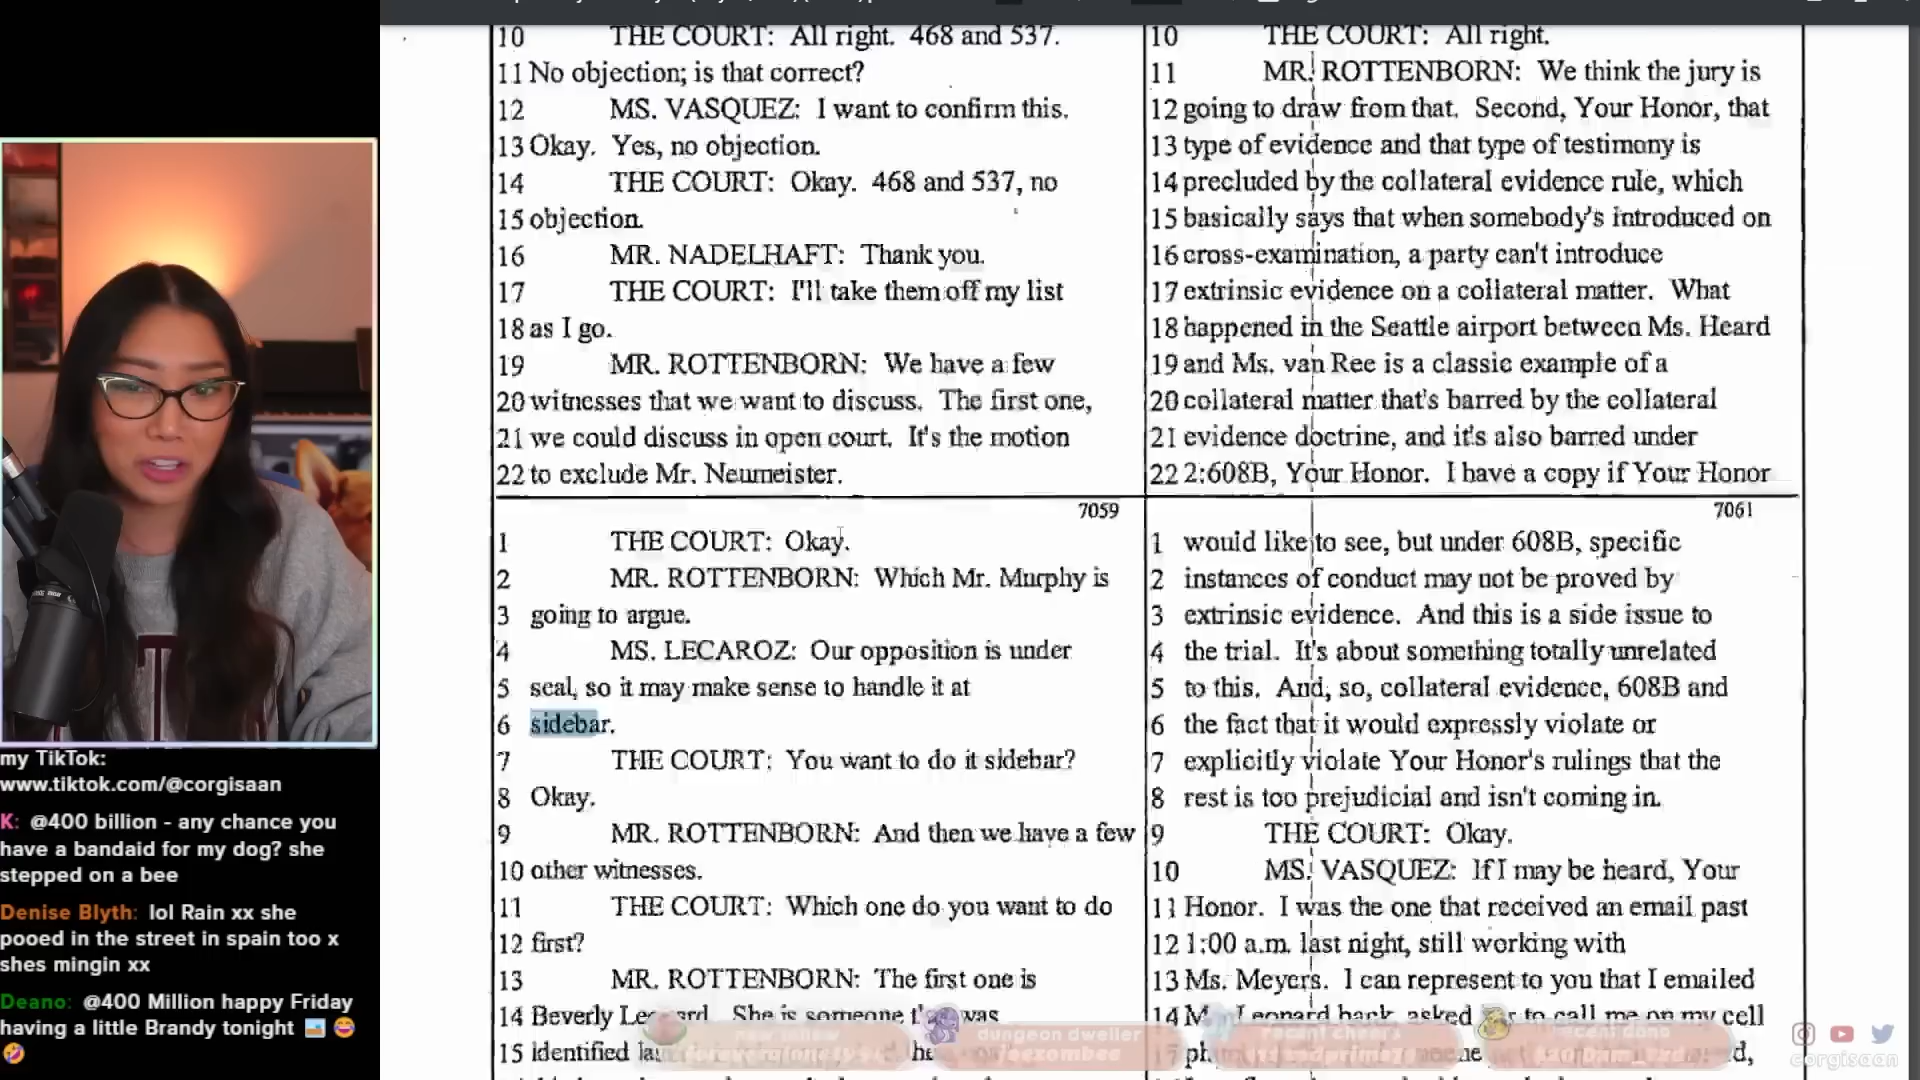 10 THE COURT: All right. 468 and 537.
11 No objection; is that correct?
12 MS. VASQUEZ: I want to confirm this.
13 Okay. Yes, no objection.
14 THE COURT: Okay. 468 and 537, no
15 objection.
16 MR. NADELHAFT: Thank you.
17 THE COURT: I'll take them off my list
18 as I go.
19 MR. ROTTENBORN: We have a few
20 witnesses that we want to discuss. The first one,
21 we could discuss in open court. It's the motion
22 to exclude Mr. Neumeister.
7059
1 THE COURT: Okay.
2 MR. ROTTENBORN: Which Mr. Murphy is
3 going to argue.
4 MS. LECAROZ: Our opposition is under
5 seal, so it may make sense to handle it at
6 sidebar.
7 THE COURT: You want to do it sidebar?
8 Okay.
9 MR. ROTTENBORN: And then we have a few
10 other witnesses.
11 THE COURT: Which one do you want to do
12 first?
13 MR. ROTTENBORN: The first one is
14 Beverly She is someone was
15 identified
10 THE COURT: All right.
11 MR. ROTTENBORN: We think the jury is
12 going to draw from that. Second, Your Honor, that
13 type of evidence and that type of testimony is
14 precluded by the collateral evidence rule, which
15 basically says that when somebody's introduced on
16 cross-examination, a party can't introduce
17 extrinsic evidence on a collateral matter. What
18 happened in the Seattle airport between Ms. Heard
19 and Ms. van Ree is a classic example of a
20 collateral matter that's barred by the collateral
21 evidence doctrine, and it's also barred under
22 2:608B, Your Honor. I have a copy if Your Honor
7061
1 would like to see, but under 608B, specific
2 instances of conduct may not be proved by
3 extrinsic evidence. And this is a side issue to
4 the trial. It's about something totally unrelated
5 to this. And, so, collateral evidence, 608B and
6 the fact that it would expressly violate or
7 explicitly violate Your Honor's rulings that the
8 rest is too prejudicial and isn't coming in.
9 THE COURT: Okay.
10 MS. VASQUEZ: If I may be heard, Your
11 Honor. I was the one that received an email past
12 1:00 a.m. last night, still working with
13 Ms. Meyers. I can represent to you that I emailed
14 Leonard back, asked to call me on my cell
my TikTok:
www.tiktok.com/@corgisaan
K: @400 billion - any chance you
have a bandaid for my dog? she
stepped on a bee
Denise Blyth: lol Rain xx she
pooed in the street in spain too x
shes mingin xx
Deano: @400 Million happy Friday
having a little Brandy tonight
dungeon dweller
corgisaan